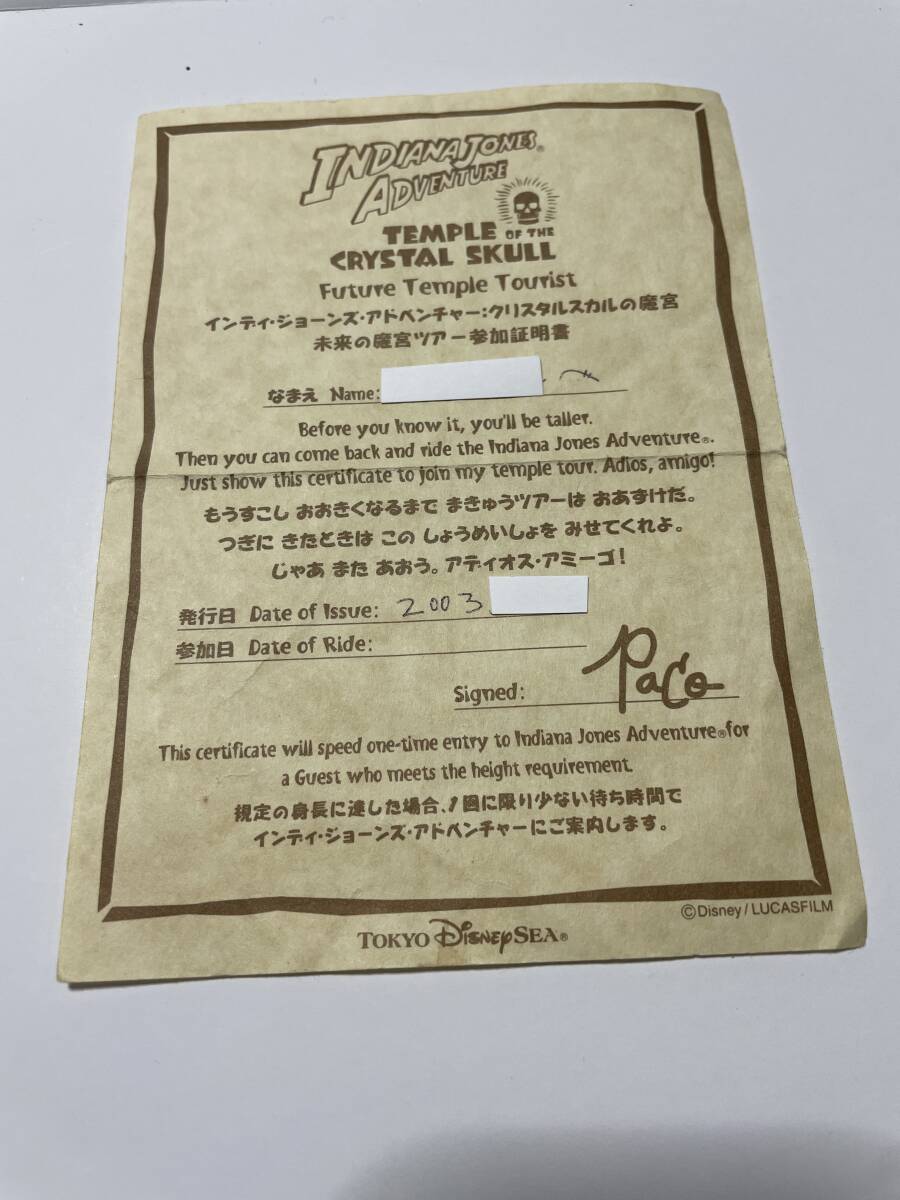 INDIANA JONES®
ADVENTURE
TEMPLE OF THE
CRYSTAL SKULL
Future Temple Tourist
インディ・ジョーンズ・アドベンチャー：クリスタルスカルの魔宮
未来の魔宮ツアー参加証明書
なまえ Name:
Before you know it, you'll be taller.
Then you can come back and ride the Indiana Jones Adventure®.
Just show this certificate to join my temple tour. Adios, amigo!
もうすこし おおきくなるまで まきゅうツアーは おあずけだ。
つぎに きたときは この しょうめいしょを みせてくれよ。
じゃあ また あおう。アディオス・アミーゴ！
発行日 Date of Issue: 2003.
参加日 Date of Ride:
Signed: Paco
This certificate will speed one-time entry to Indiana Jones Adventure® for
a Guest who meets the height requirement.
規定の身長に達した場合、1回に限り少ない待ち時間で
インディ・ジョーンズ・アドベンチャーにご案内します。
©Disney/LUCASFILM
TOKYO DisneySEA®